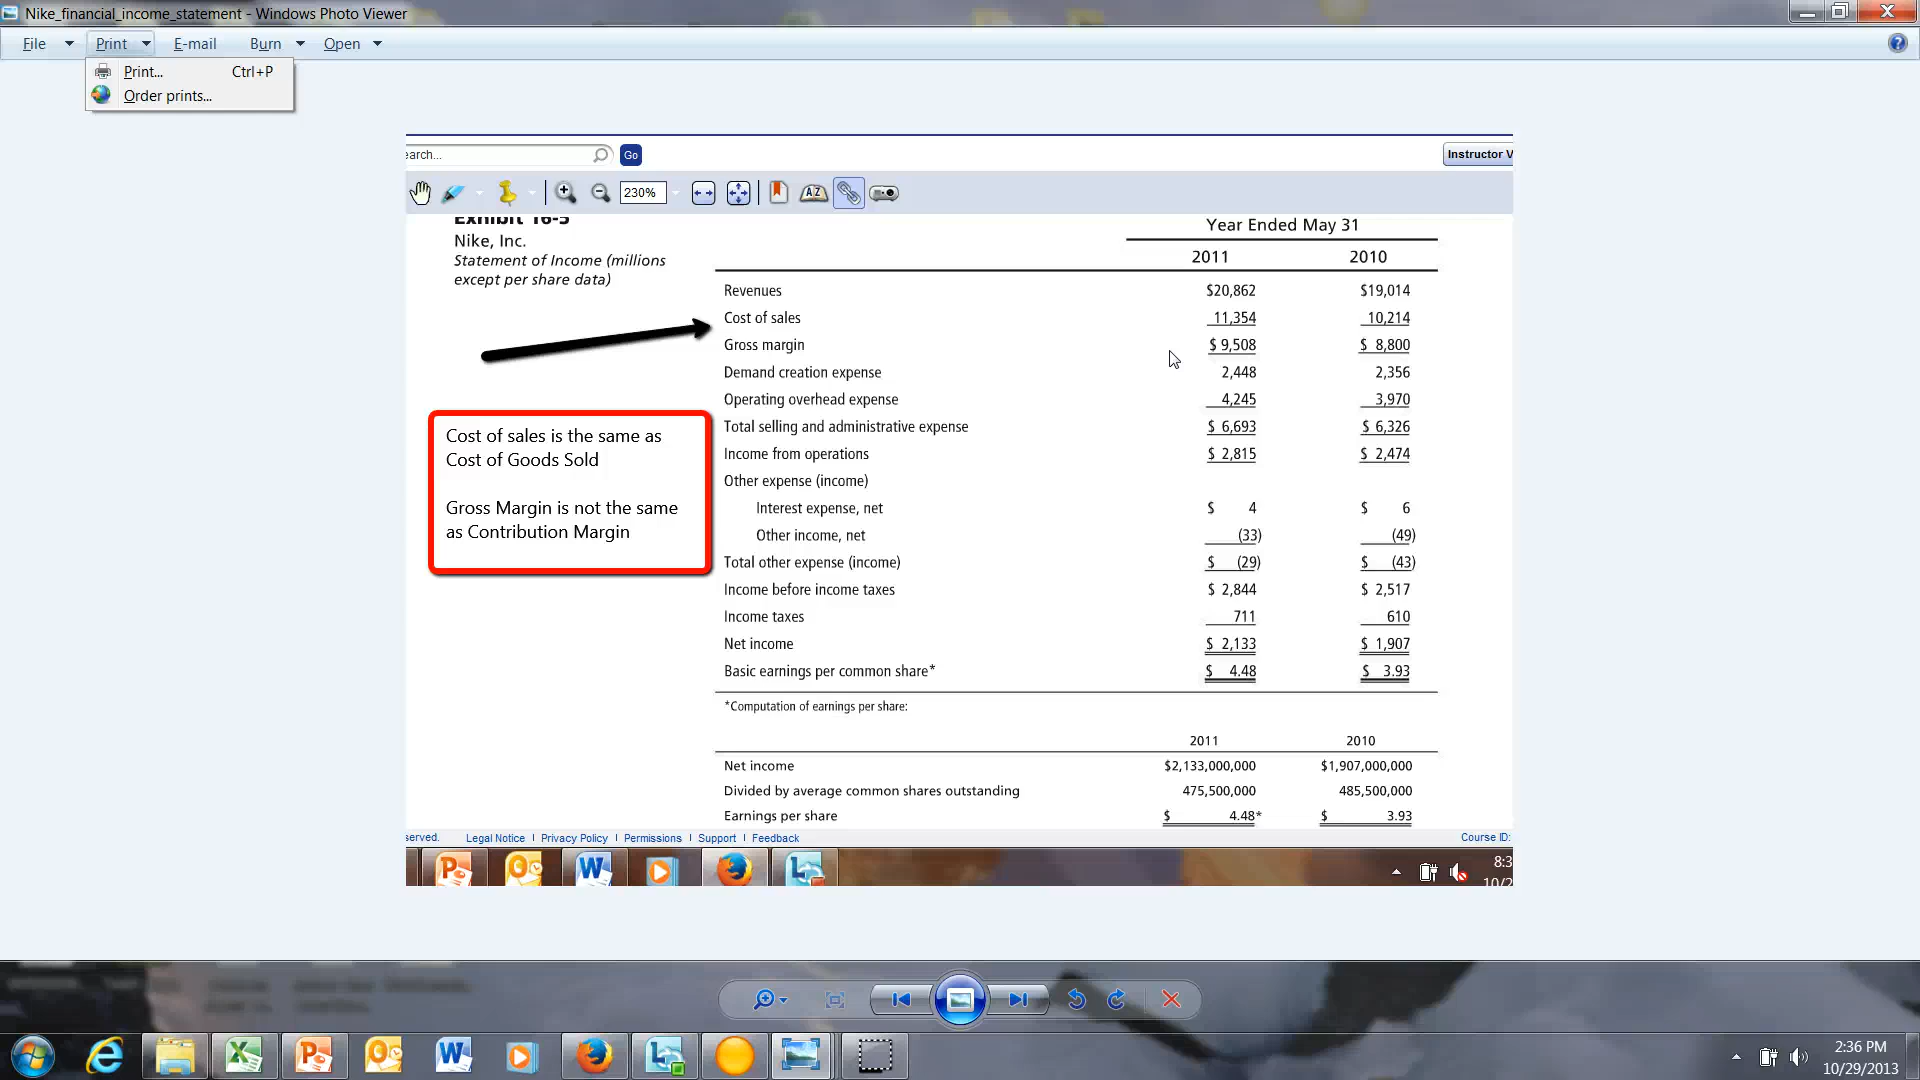 Nike_financial_income_statement - Windows Photo Viewer
File Print E-mail Burn Open
Print... Ctrl+P
Order prints...
earch... Go Instructor V
230% AZ
Exhibit 16-5
Nike, Inc.
Statement of Income (millions
except per share data)
Year Ended May 31
2011 2010
Revenues $20,862 $19,014
Cost of sales 11,354 10,214
Gross margin $ 9,508 $ 8,800
Demand creation expense 2,448 2,356
Operating overhead expense 4,245 3,970
Total selling and administrative expense $ 6,693 $ 6,326
Income from operations $ 2,815 $ 2,474
Other expense (income)
Interest expense, net $ 4 $ 6
Other income, net (33) (49)
Total other expense (income) $ (29) $ (43)
Income before income taxes $ 2,844 $ 2,517
Income taxes 711 610
Net income $ 2,133 $ 1,907
Basic earnings per common share* $ 4.48 $ 3.93
Cost of sales is the same as
Cost of Goods Sold
Gross Margin is not the same
as Contribution Margin
*Computation of earnings per share:
2011 2010
Net income $2,133,000,000 $1,907,000,000
Divided by average common shares outstanding 475,500,000 485,500,000
Earnings per share $ 4.48* $ 3.93
served. Legal Notice | Privacy Policy | Permissions | Support | Feedback Course ID:
8:3
10/2
2:36 PM
10/29/2013